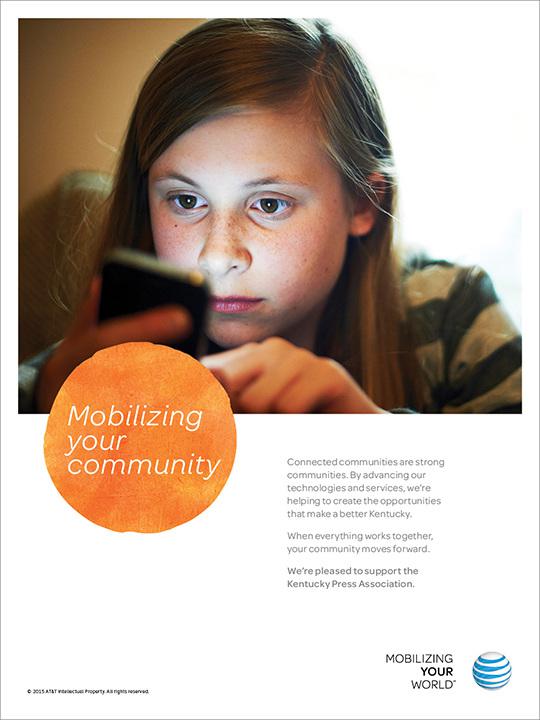 Mobilizing
your
community
Connected communities are strong
communities. By advancing our
technologies and services, we're
helping to create the opportunities
that make a better Kentucky.
When everything works together,
your community moves forward.
We're pleased to support the
Kentucky Press Association.
MOBILIZING
YOUR
WORLD℠
© 2015 AT&T Intellectual Property. All rights reserved.